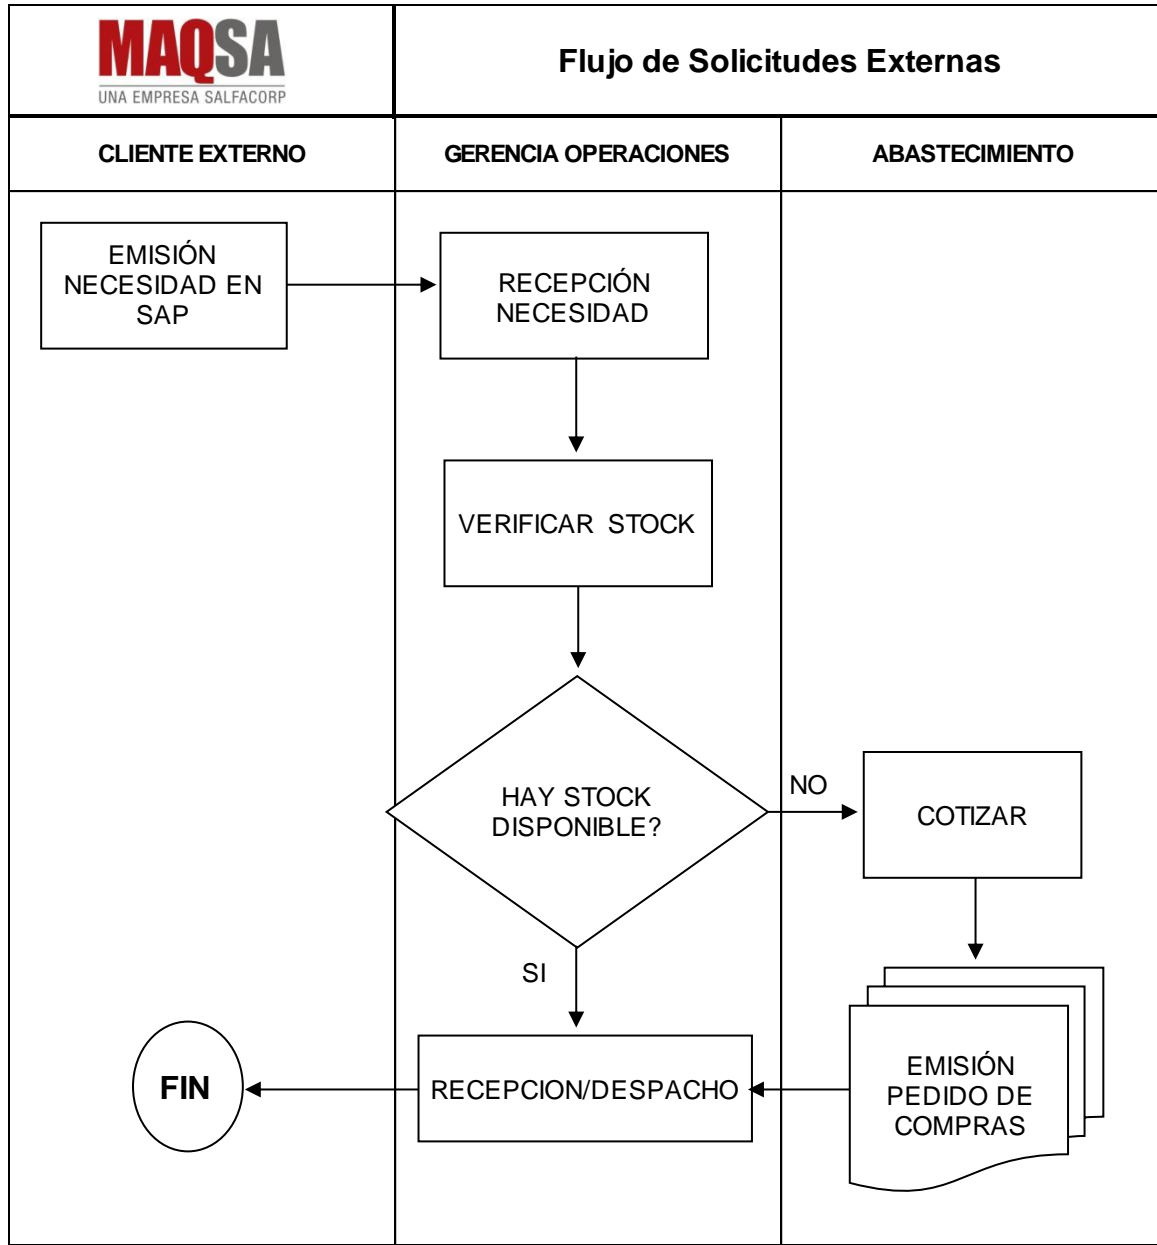 MAQSA
UNA EMPRESA SALFACORP
Flujo de Solicitudes Externas
CLIENTE EXTERNO
GERENCIA OPERACIONES
ABASTECIMIENTO
EMISIÓN
NECESIDAD EN
SAP
RECEPCIÓN
NECESIDAD
VERIFICAR STOCK
HAY STOCK
DISPONIBLE?
NO
COTIZAR
SI
FIN
RECEPCION/DESPACHO
EMISIÓN
PEDIDO DE
COMPRAS